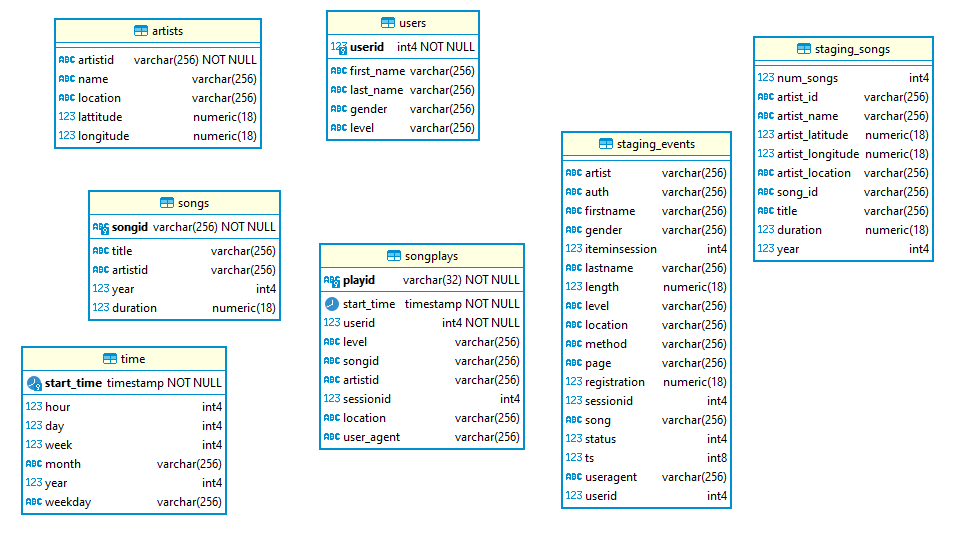 artists
ABC artistid varchar(256) NOT NULL
ABC name varchar(256)
ABC location varchar(256)
123 lattitude numeric(18)
123 longitude numeric(18)
users
123 userid int4 NOT NULL
ABC first_name varchar(256)
ABC last_name varchar(256)
ABC gender varchar(256)
ABC level varchar(256)
staging_songs
123 num_songs int4
ABC artist_id varchar(256)
ABC artist_name varchar(256)
123 artist_latitude numeric(18)
123 artist_longitude numeric(18)
ABC artist_location varchar(256)
ABC song_id varchar(256)
ABC title varchar(256)
123 duration numeric(18)
123 year int4
staging_events
ABC artist varchar(256)
ABC auth varchar(256)
ABC firstname varchar(256)
ABC gender varchar(256)
123 iteminsession int4
ABC lastname varchar(256)
123 length numeric(18)
ABC level varchar(256)
ABC location varchar(256)
ABC method varchar(256)
ABC page varchar(256)
123 registration numeric(18)
123 sessionid int4
ABC song varchar(256)
123 status int4
123 ts int8
ABC useragent varchar(256)
123 userid int4
songs
ABC songid varchar(256) NOT NULL
ABC title varchar(256)
ABC artistid varchar(256)
123 year int4
123 duration numeric(18)
songplays
ABC playid varchar(32) NOT NULL
start_time timestamp NOT NULL
123 userid int4 NOT NULL
ABC level varchar(256)
ABC songid varchar(256)
ABC artistid varchar(256)
123 sessionid int4
ABC location varchar(256)
ABC user_agent varchar(256)
time
start_time timestamp NOT NULL
123 hour int4
123 day int4
123 week int4
ABC month varchar(256)
123 year int4
ABC weekday varchar(256)